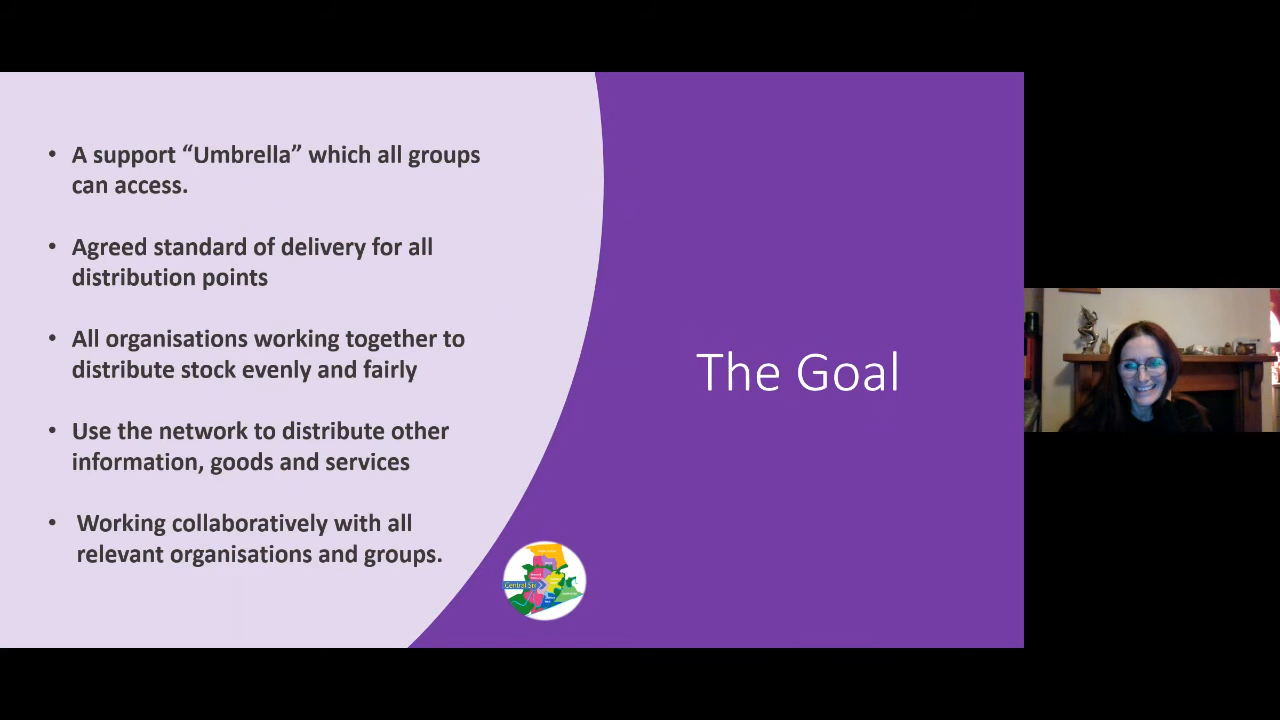 • A support “Umbrella” which all groups
can access.
• Agreed standard of delivery for all
distribution points
• All organisations working together to
distribute stock evenly and fairly
• Use the network to distribute other
information, goods and services
• Working collaboratively with all
relevant organisations and groups.
The Goal
Central Six